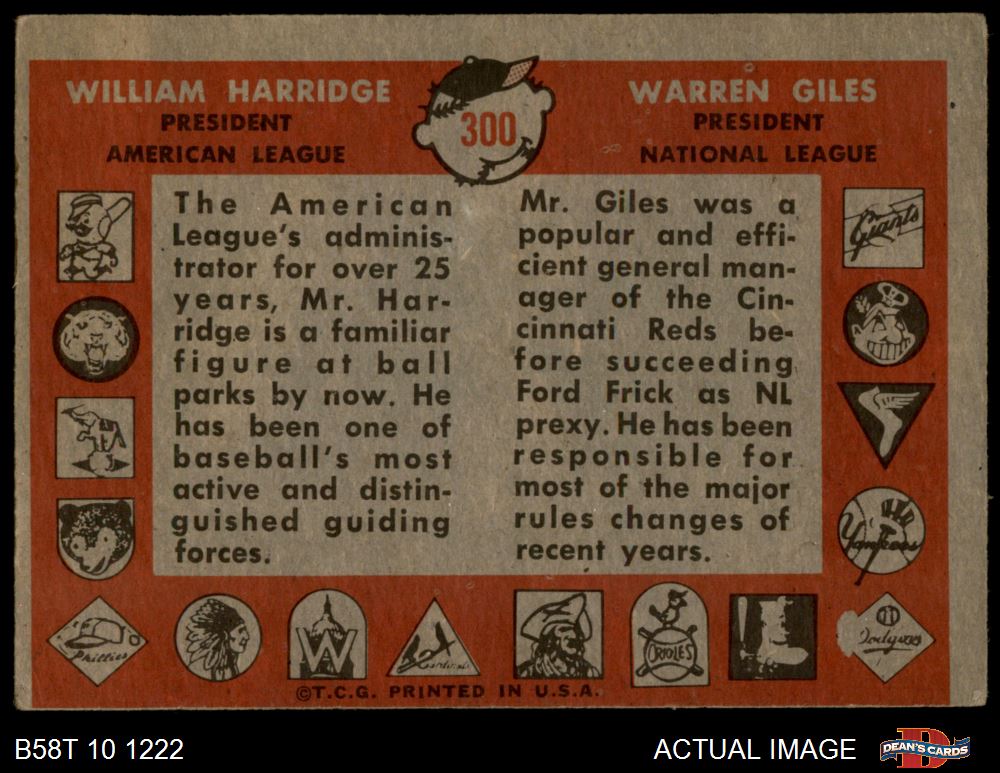 WILLIAM HARRIDGE
PRESIDENT
AMERICAN LEAGUE
300
WARREN GILES
PRESIDENT
NATIONAL LEAGUE
The American
League's adminis-
trator for over 25
years, Mr. Har-
ridge is a familiar
figure at ball
parks by now. He
has been one of
baseball's most
active and distin-
guished guiding
forces.
Mr. Giles was a
popular and effi-
cient general man-
ager of the Cin-
cinnati Reds be-
fore succeeding
Ford Frick as NL
prexy. He has been
responsible for
most of the major
rules changes of
recent years.
Giants
Yankees
Phillies
W
Cardinals
ORIOLES
Dodgers
©T.C.G. PRINTED IN U.S.A.
B58T 10 1222
ACTUAL IMAGE
D
DEAN'S CARDS